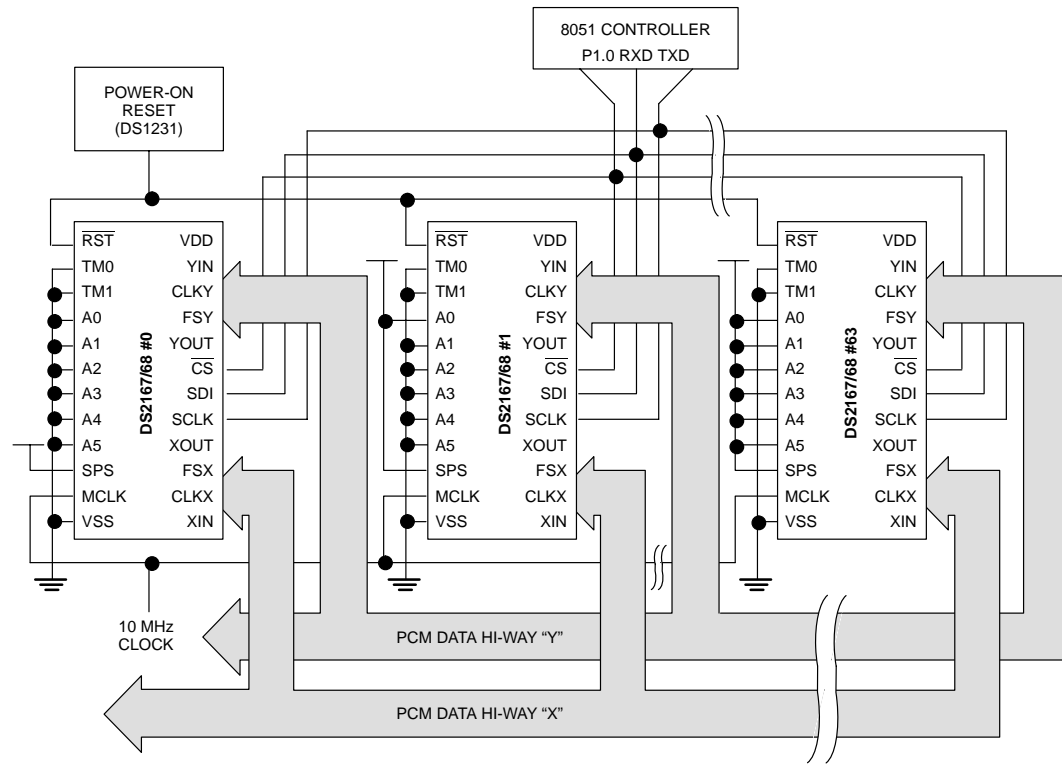 8051 CONTROLLER
P1.0 RXD TXD
POWER-ON
RESET
(DS1231)
RST VDD
TM0 YIN
TM1 CLKY
A0 FSY
A1 YOUT
A2 CS
A3 SDI
A4 SCLK
A5 XOUT
SPS FSX
MCLK CLKX
VSS XIN
DS2167/68 #0
RST VDD
TM0 YIN
TM1 CLKY
A0 FSY
A1 YOUT
A2 CS
A3 SDI
A4 SCLK
A5 XOUT
SPS FSX
MCLK CLKX
VSS XIN
DS2167/68 #1
RST VDD
TM0 YIN
TM1 CLKY
A0 FSY
A1 YOUT
A2 CS
A3 SDI
A4 SCLK
A5 XOUT
SPS FSX
MCLK CLKX
VSS XIN
DS2167/68 #63
10 MHz
CLOCK
PCM DATA HI-WAY “Y”
PCM DATA HI-WAY “X”